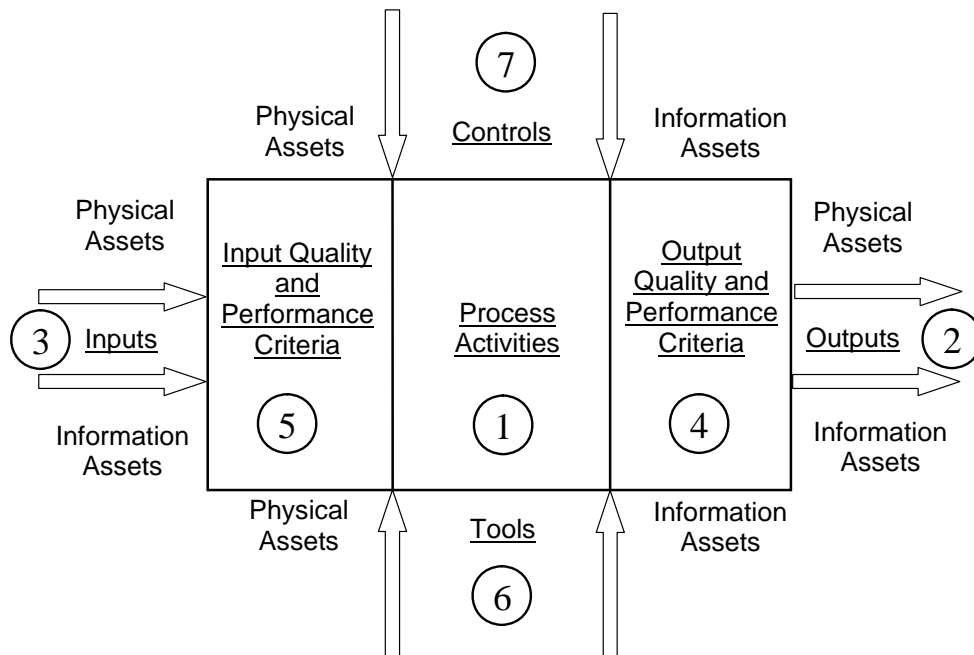 7
Physical
Assets
Controls
Information
Assets
Physical
Assets
Input Quality
and
Performance
Criteria
Output
Quality and
Performance
Criteria
Physical
Assets
3
Inputs
Process
Activities
Outputs
2
Information
Assets
5
1
4
Information
Assets
Physical
Assets
Tools
Information
Assets
6